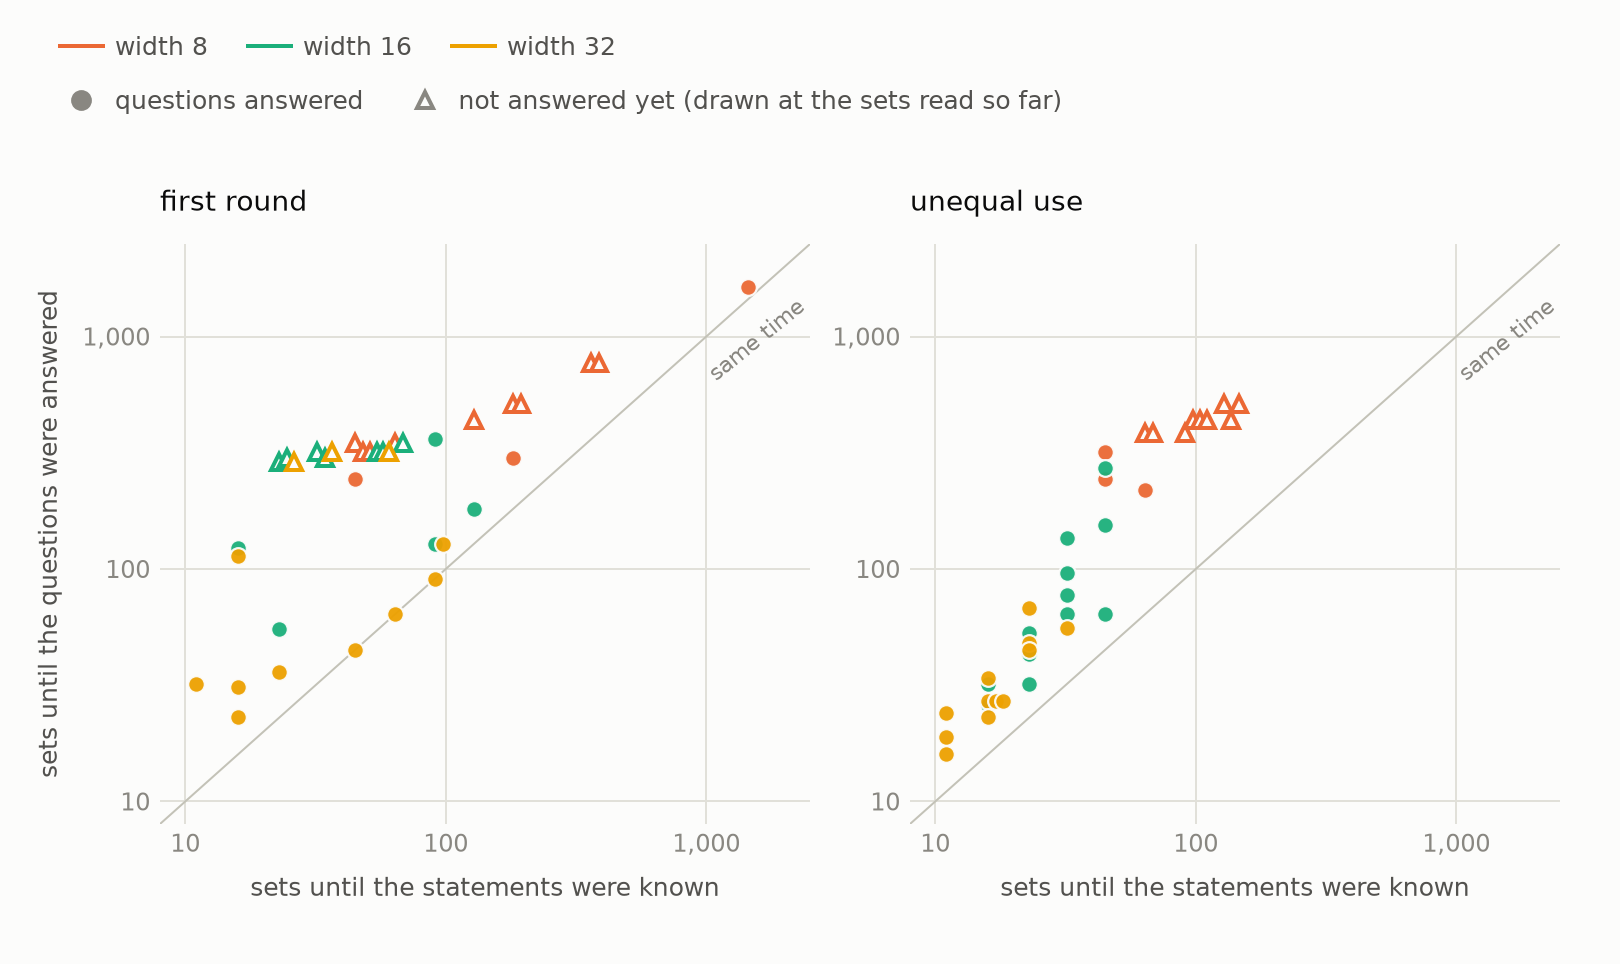 width 8 width 16 width 32
questions answered not answered yet (drawn at the sets read so far)
first round
unequal use
sets until the questions were answered
1,000
100
10
same time
10 100 1,000
sets until the statements were known
1,000
100
10
same time
10 100 1,000
sets until the statements were known